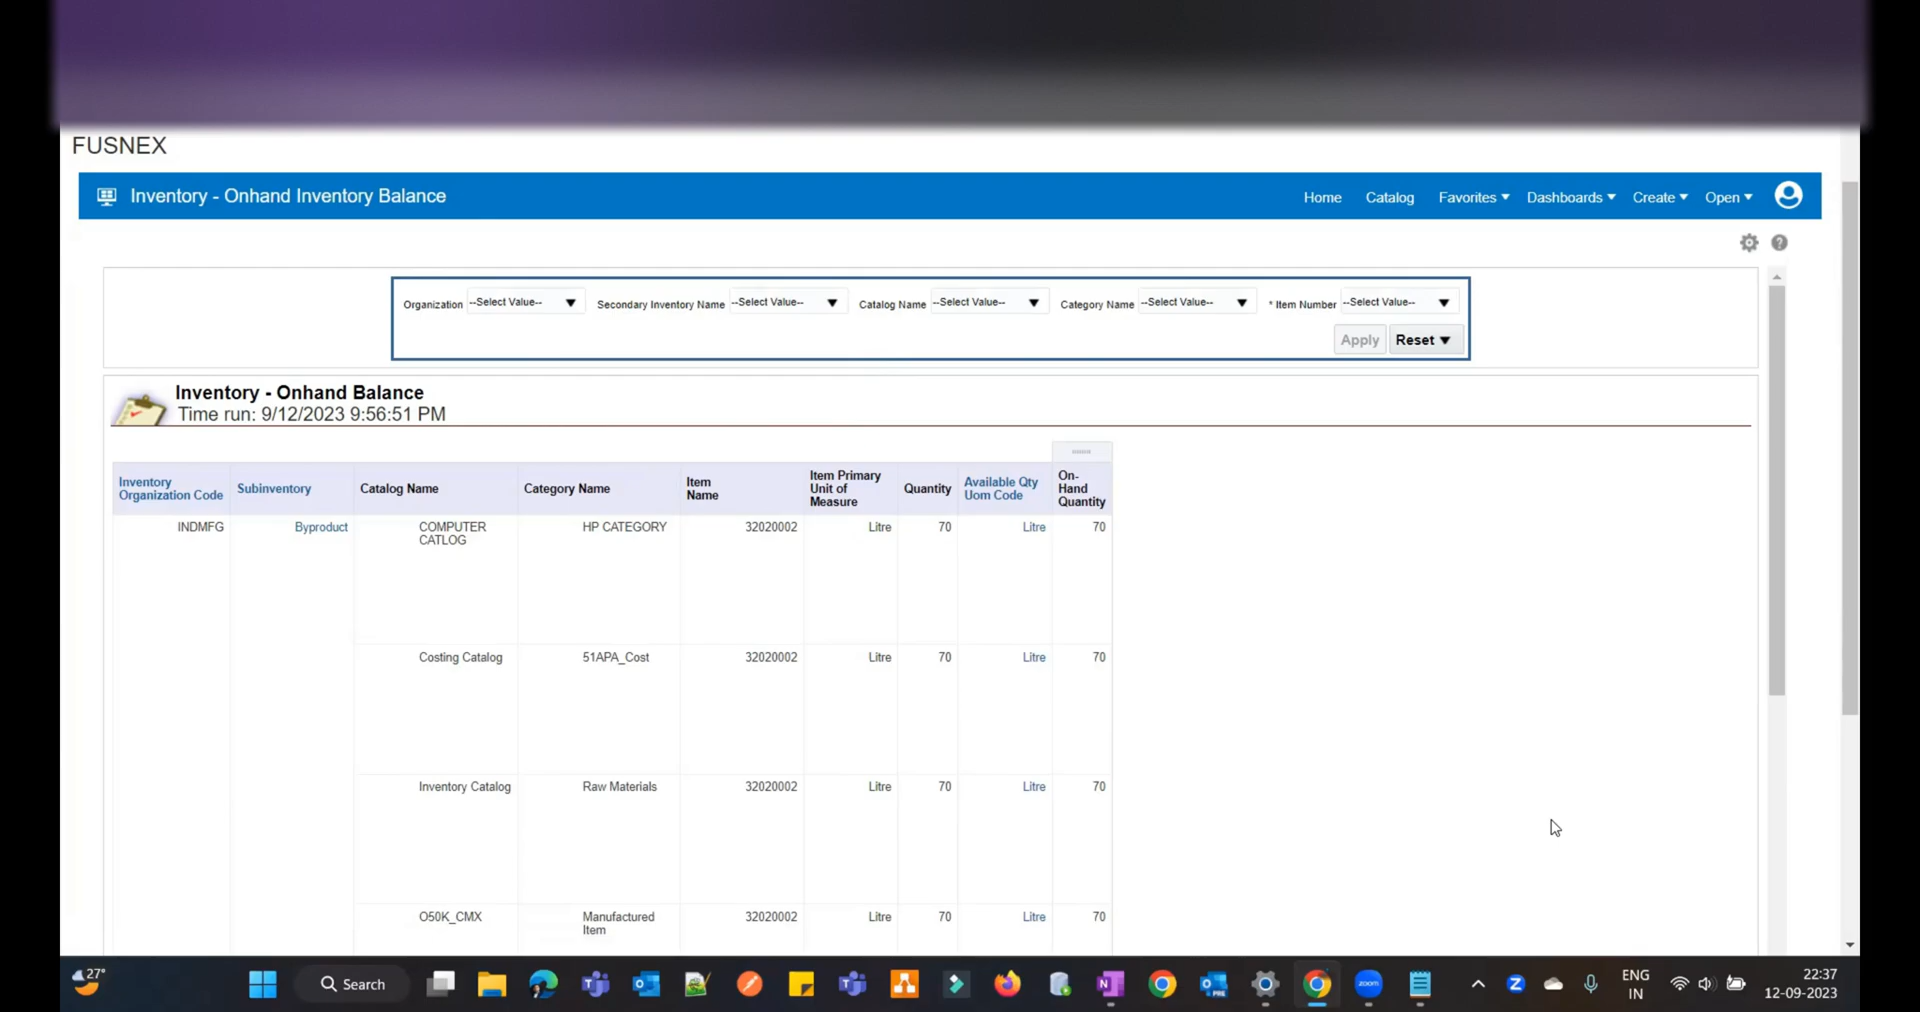 FUSNEX
Inventory - Onhand Inventory Balance
Home Catalog Favorites Dashboards Create Open
Organization --Select Value-- Secondary Inventory Name --Select Value-- Catalog Name --Select Value-- Category Name --Select Value-- * Item Number --Select Value--
Apply Reset
Inventory - Onhand Balance
Time run: 9/12/2023 9:56:51 PM
Inventory Organization Code Subinventory Catalog Name Category Name Item Name Item Primary Unit of Measure Quantity Available Qty Uom Code On-Hand Quantity
INDMFG Byproduct COMPUTER CATLOG HP CATEGORY 32020002 Litre 70 Litre 70
Costing Catalog 51APA_Cost 32020002 Litre 70 Litre 70
Inventory Catalog Raw Materials 32020002 Litre 70 Litre 70
O50K_CMX Manufactured Item 32020002 Litre 70 Litre 70
27° Search zoom ENG IN 22:37
12-09-2023